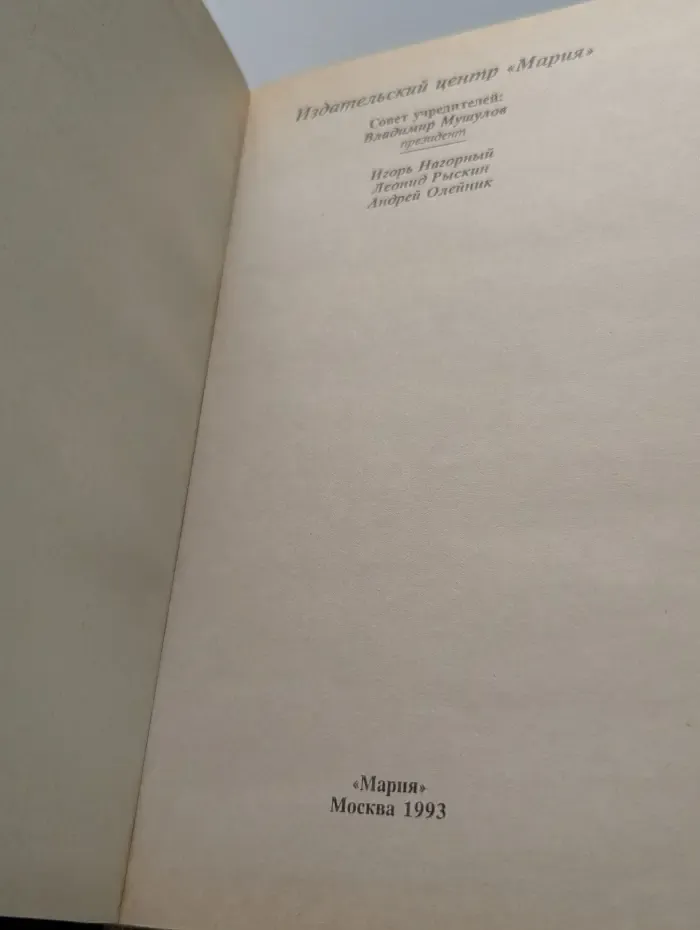 Издательский центр «Мария»
Совет учредителей:
Владимир Мушулов
президент
Игорь Нагорный
Леонид Рыскин
Андрей Олейник
«Мария»
Москва 1993